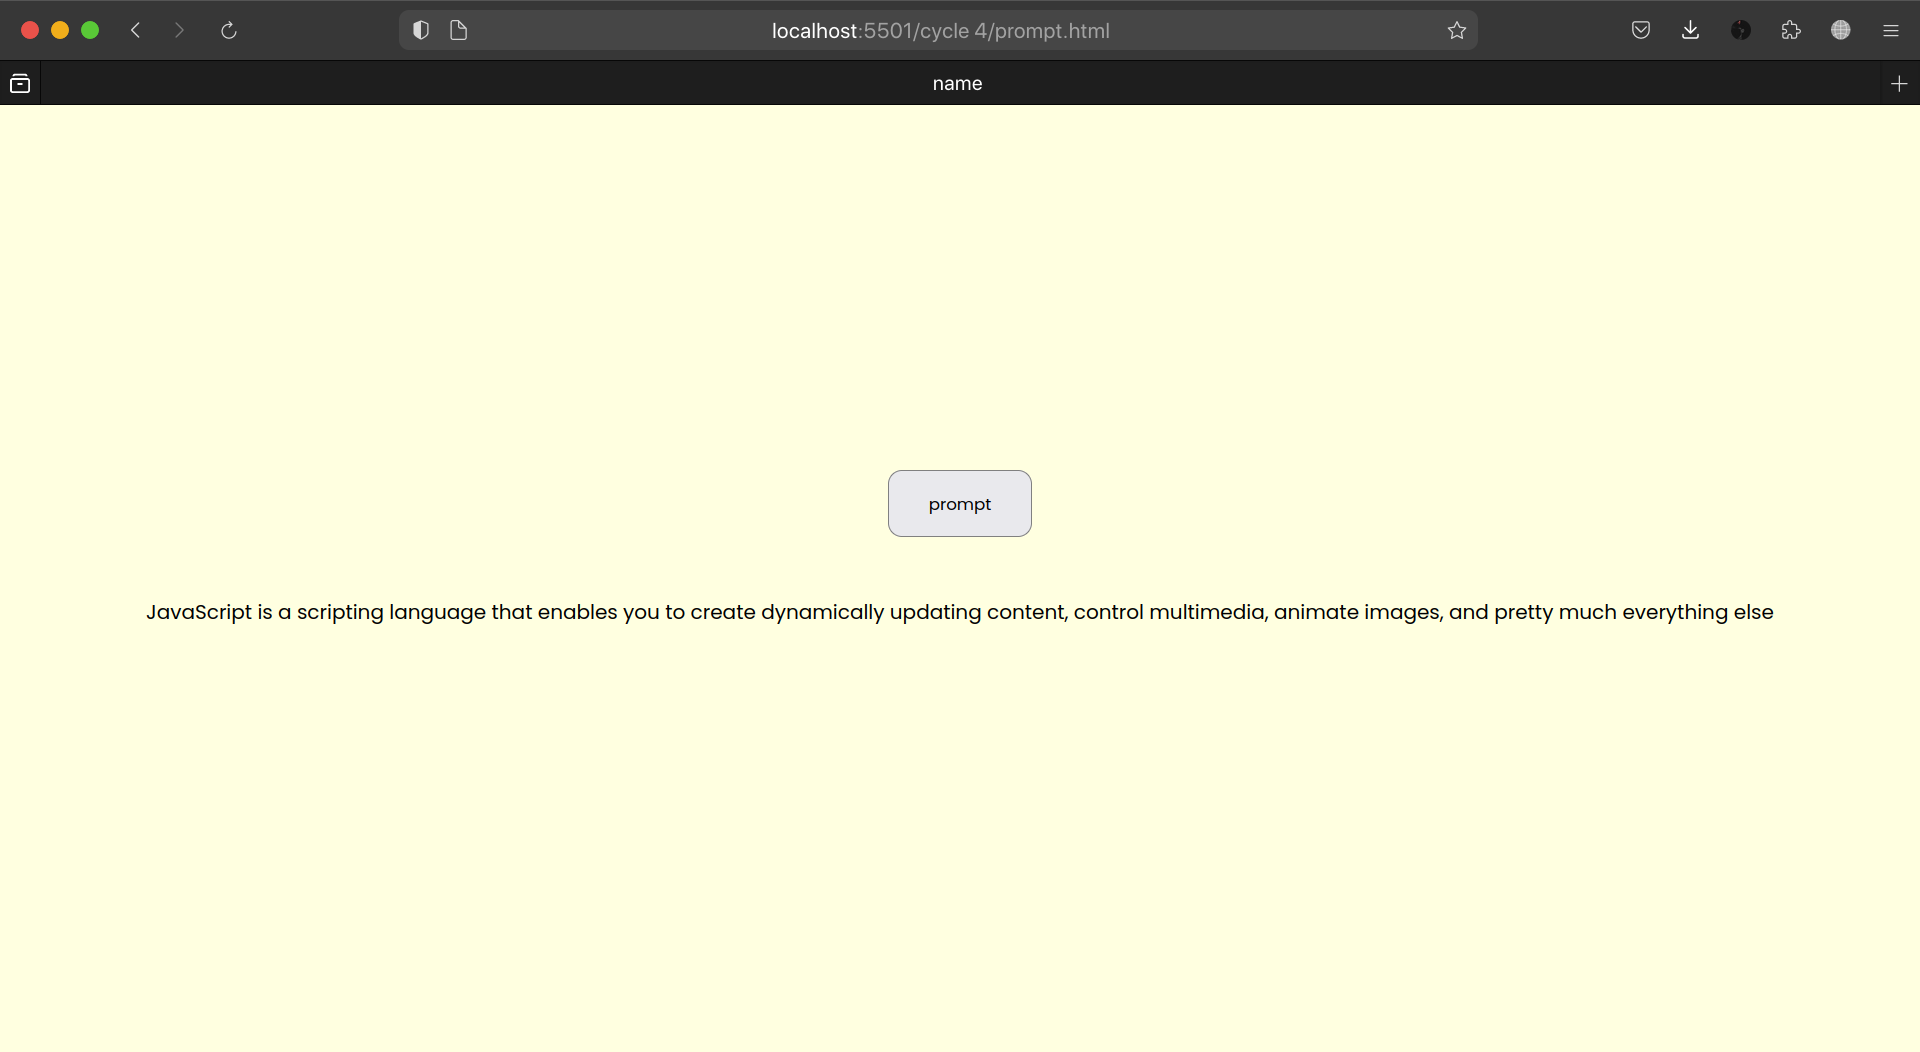 localhost:5501/cycle 4/prompt.html
name
prompt
JavaScript is a scripting language that enables you to create dynamically updating content, control multimedia, animate images, and pretty much everything else